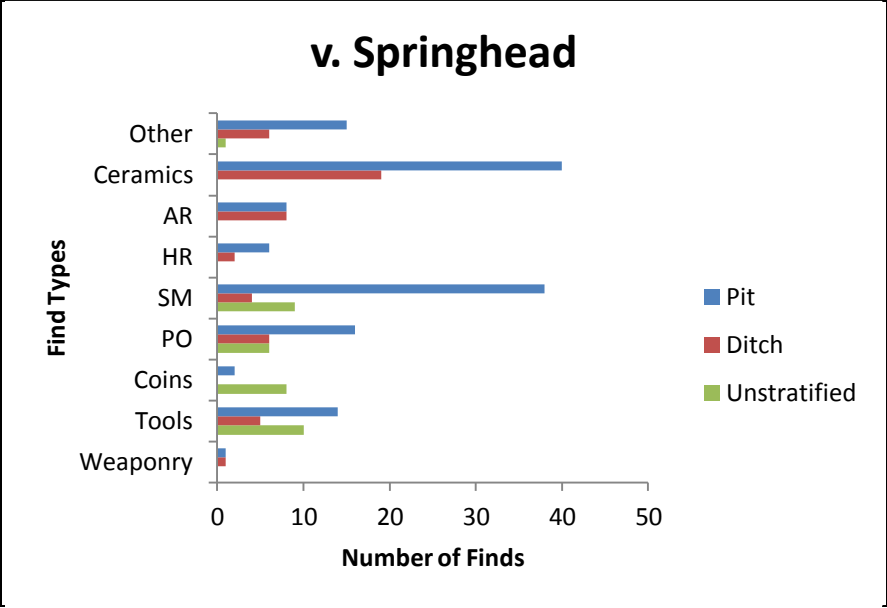 v. Springhead
Find Types
Other
Ceramics
AR
HR
SM
PO
Coins
Tools
Weaponry
0 10 20 30 40 50
Number of Finds
Pit
Ditch
Unstratified